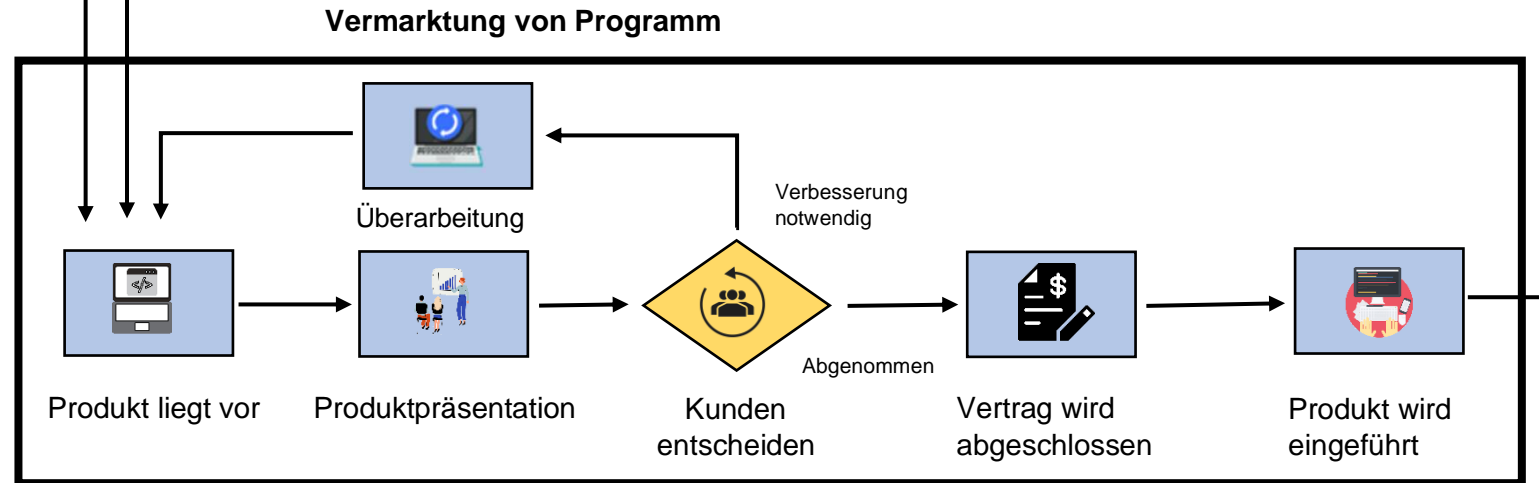 Vermarktung von Programm
Überarbeitung
Verbesserung
notwendig
Abgenommen
Produkt liegt vor
Produktpräsentation
Kunden
entscheiden
Vertrag wird
abgeschlossen
Produkt wird
eingeführt